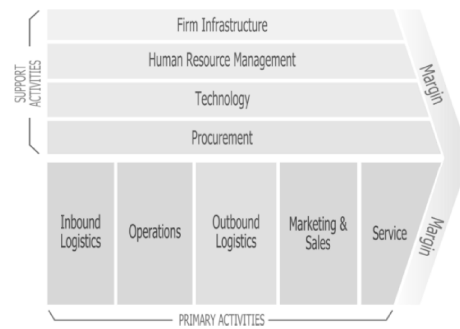 Firm Infrastructure
Human Resource Management
Technology
Procurement
SUPPORT
ACTIVITIES
Margin
Inbound
Logistics
Operations
Outbound
Logistics
Marketing &
Sales
Service
Margin
PRIMARY ACTIVITIES